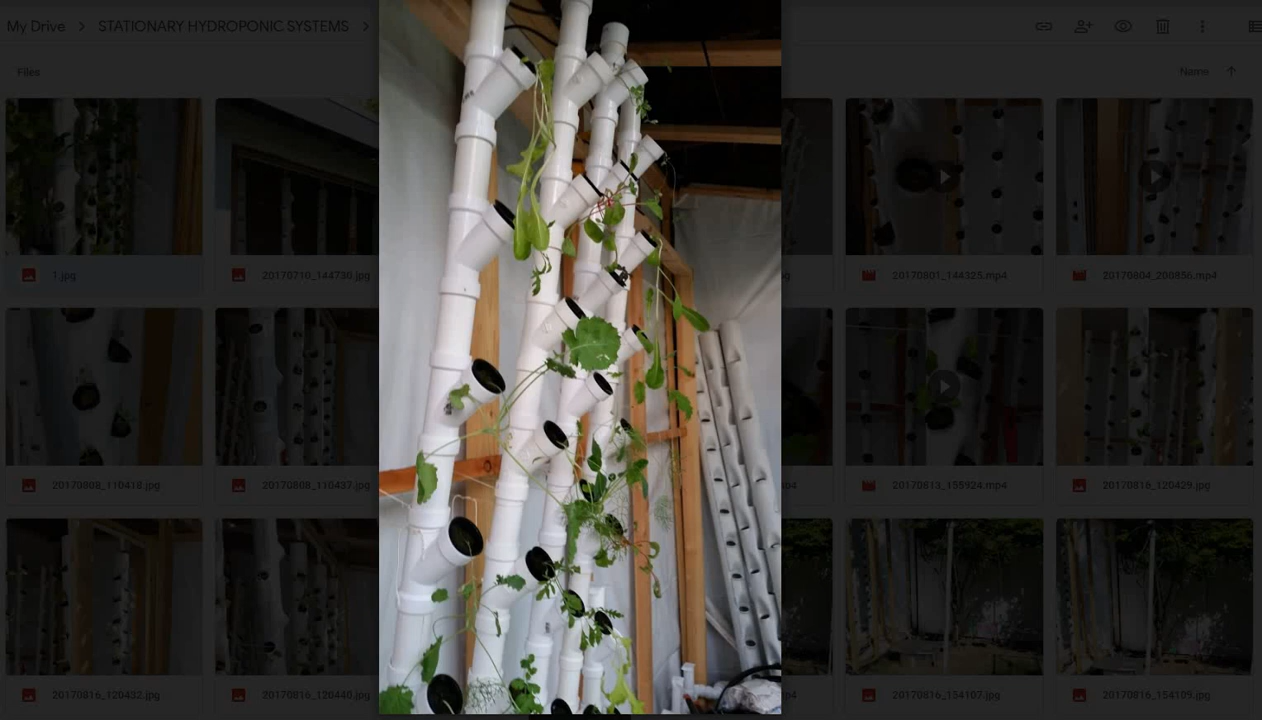 My Drive > STATIONARY HYDROPONIC SYSTEMS >
Files
Name
1.jpg
20170710_144736.jpg
20170801_144325.mp4
20170804_200856.mp4
20170808_110418.jpg
20170808_110437.jpg
20170813_155924.mp4
20170816_120429.jpg
20170816_120432.jpg
20170816_120440.jpg
20170816_154107.jpg
20170816_154109.jpg